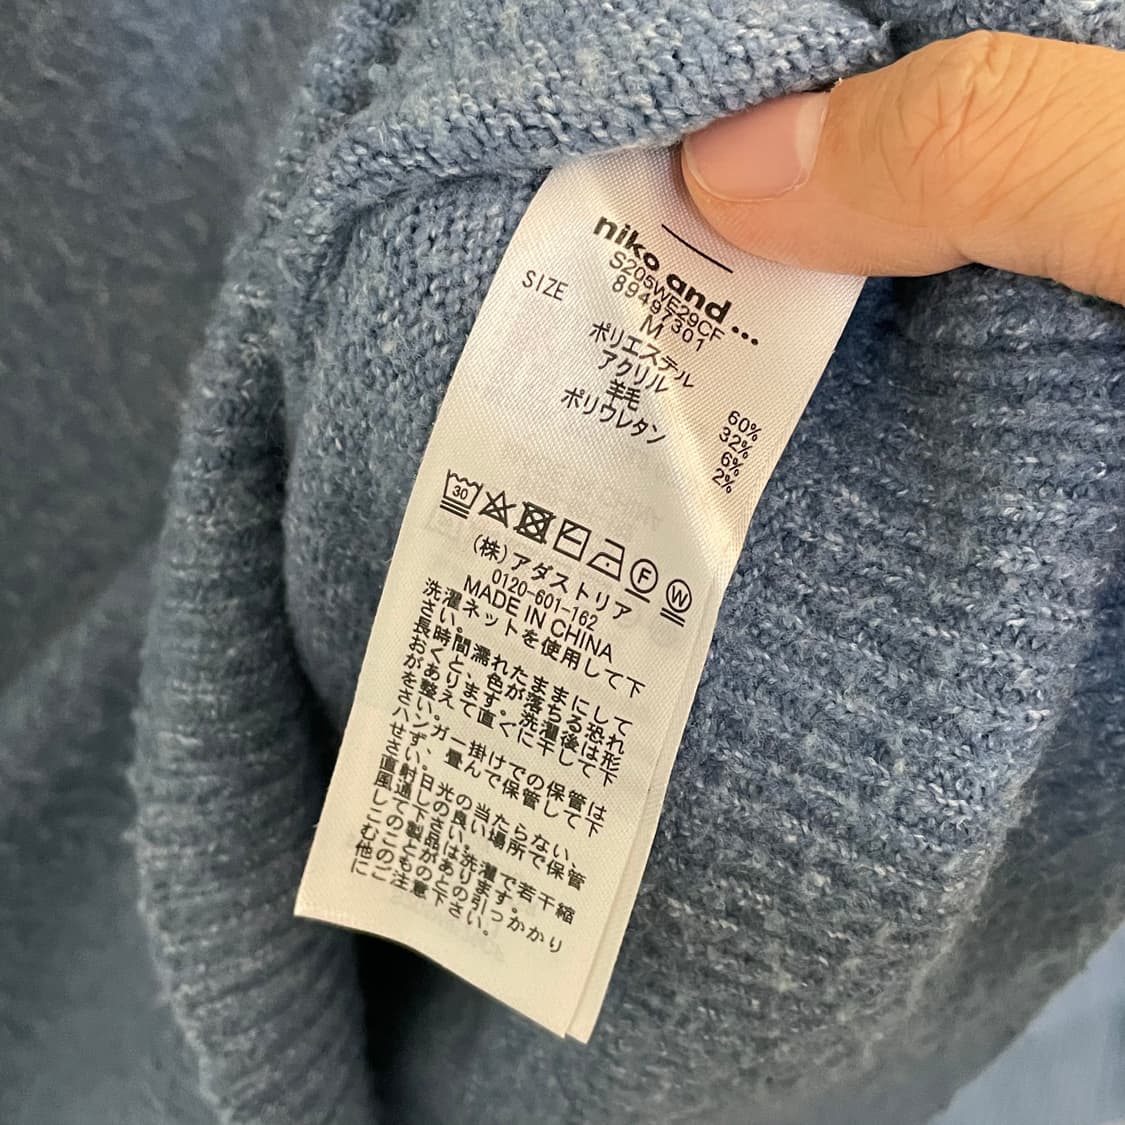 niko and ...
S205WE29CF
89497301
SIZE M
ポリエステル 60%
アクリル 32%
羊毛 6%
ポリウレタン 2%
30
F W
(株)アダストリア
0120-601-162
MADE IN CHINA
洗濯ネットを使用して下
さい。
長時間濡れたままにして
おくと、色が落ちる恐れ
があります。洗濯後は形
を整えて直ぐに干して下
さい。
ハンガー掛けでの保管は
せず、畳んで保管して下
さい。
直射日光の当たらない、
風通しの良い場所で保管
して下さい。
この製品は洗濯で若干縮
むことがあります。
他のものとの引っかかり
にご注意下さい。